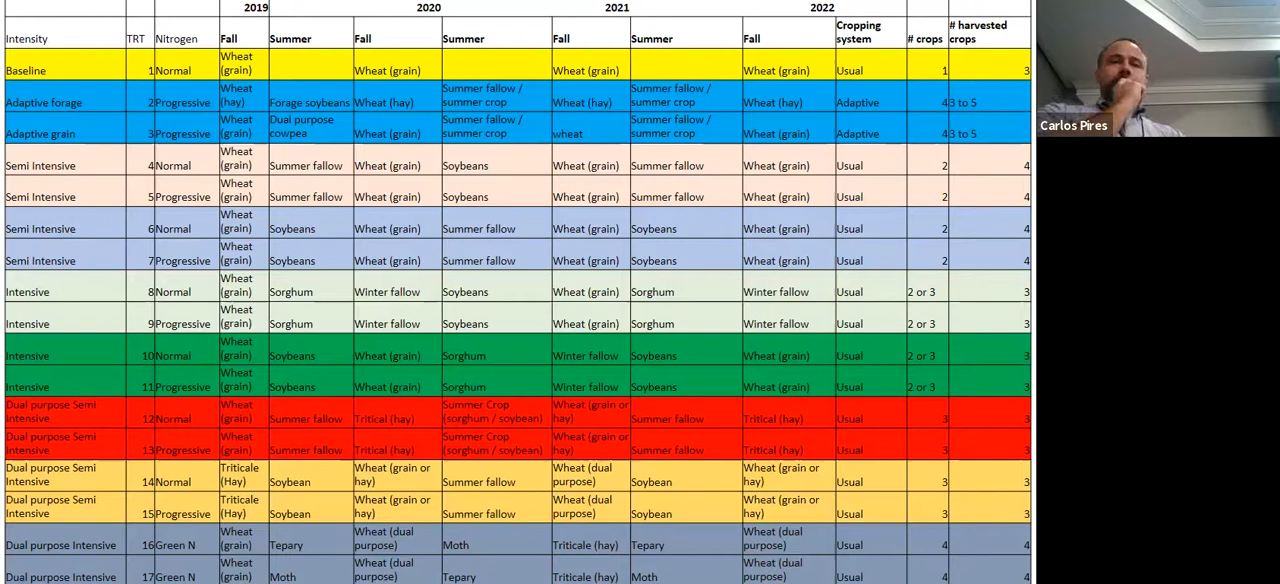 2019 2020 2021 2022
Intensity TRT Nitrogen Fall Summer Fall Summer Fall Summer Fall Cropping system # crops # harvested crops
Baseline 1 Normal Wheat (grain) Wheat (grain) Wheat (grain) Wheat (grain) Usual 1 3
Adaptive forage 2 Progressive Wheat (hay) Forage soybeans Wheat (hay) Summer fallow / summer crop Wheat (hay) Summer fallow / summer crop Wheat (hay) Adaptive 4 3 to 5
Adaptive grain 3 Progressive Wheat (grain) Dual purpose cowpea Wheat (grain) Summer fallow / summer crop wheat Summer fallow / summer crop Wheat (grain) Adaptive 4 3 to 5
Semi Intensive 4 Normal Wheat (grain) Summer fallow Wheat (grain) Soybeans Wheat (grain) Summer fallow Wheat (grain) Usual 2 4
Semi Intensive 5 Progressive Wheat (grain) Summer fallow Wheat (grain) Soybeans Wheat (grain) Summer fallow Wheat (grain) Usual 2 4
Semi Intensive 6 Normal Wheat (grain) Soybeans Wheat (grain) Summer fallow Wheat (grain) Soybeans Wheat (grain) Usual 2 4
Semi Intensive 7 Progressive Wheat (grain) Soybeans Wheat (grain) Summer fallow Wheat (grain) Soybeans Wheat (grain) Usual 2 4
Intensive 8 Normal Wheat (grain) Sorghum Winter fallow Soybeans Wheat (grain) Sorghum Winter fallow Usual 2 or 3 3
Intensive 9 Progressive Wheat (grain) Sorghum Winter fallow Soybeans Wheat (grain) Sorghum Winter fallow Usual 2 or 3 3
Intensive 10 Normal Wheat (grain) Soybeans Wheat (grain) Sorghum Winter fallow Soybeans Wheat (grain) Usual 2 or 3 3
Intensive 11 Progressive Wheat (grain) Soybeans Wheat (grain) Sorghum Winter fallow Soybeans Wheat (grain) Usual 2 or 3 3
Dual purpose Semi Intensive 12 Normal Wheat (grain) Summer fallow Tritical (hay) Summer Crop (sorghum / soybean) Wheat (grain or hay) Summer fallow Tritical (hay) Usual 3 3
Dual purpose Semi Intensive 13 Progressive Wheat (grain) Summer fallow Tritical (hay) Summer Crop (sorghum / soybean) Wheat (grain or hay) Summer fallow Tritical (hay) Usual 3 3
Dual purpose Semi Intensive 14 Normal Triticale (Hay) Soybean Wheat (grain or hay) Summer fallow Wheat (dual purpose) Soybean Wheat (grain or hay) Usual 3 3
Dual purpose Semi Intensive 15 Progressive Triticale (Hay) Soybean Wheat (grain or hay) Summer fallow Wheat (dual purpose) Soybean Wheat (grain or hay) Usual 3 3
Dual purpose Intensive 16 Green N Wheat (grain) Tepary Wheat (dual purpose) Moth Triticale (hay) Tepary Wheat (dual purpose) Usual 4 4
Dual purpose Intensive 17 Green N Wheat (grain) Moth Wheat (dual purpose) Tepary Triticale (hay) Moth Wheat (dual purpose) Usual 4 4
Carlos Pires